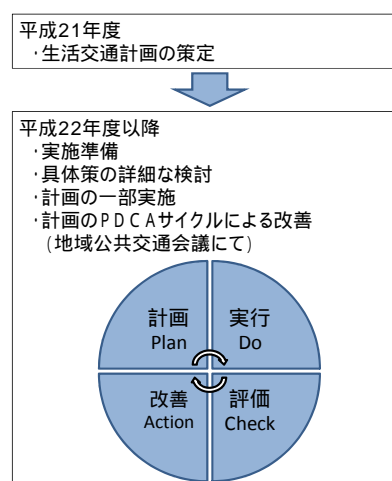 平成21年度
・生活交通計画の策定
平成22年度以降
・実施準備
・具体策の詳細な検討
・計画の一部実施
・計画のPDCAサイクルによる改善
(地域公共交通会議にて)
計画
Plan
実行
Do
改善
Action
評価
Check